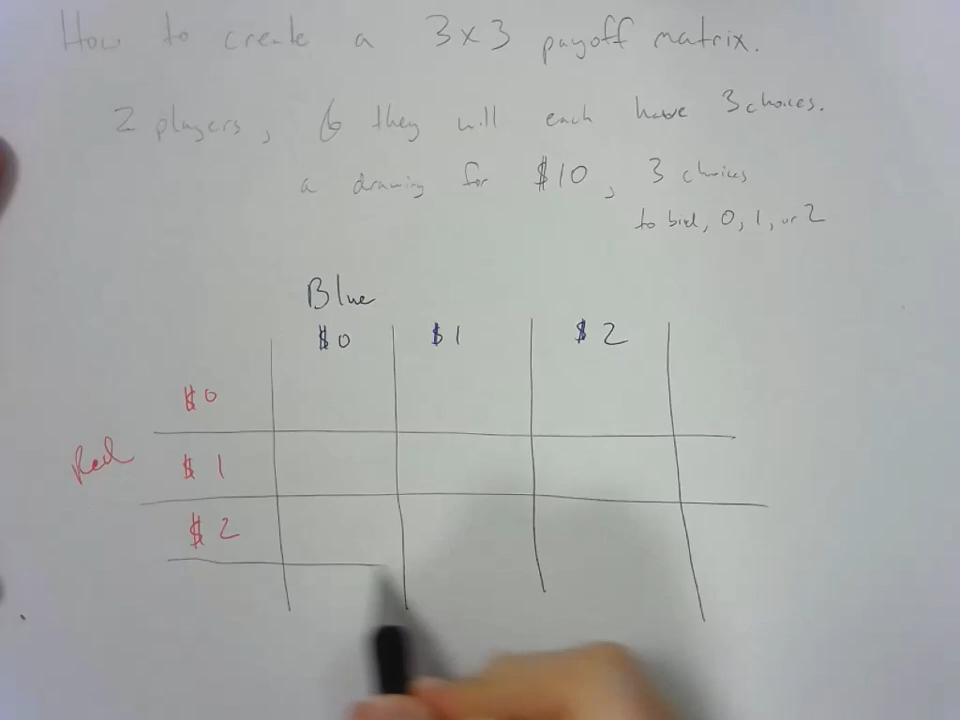 How to create a 3x3 payoff matrix.
2 players, & they will each have 3 choices.
a drawing for $10, 3 choices
to bid, 0, 1, or 2
Blue
$0 $1 $2
$0
Red
$1
$2